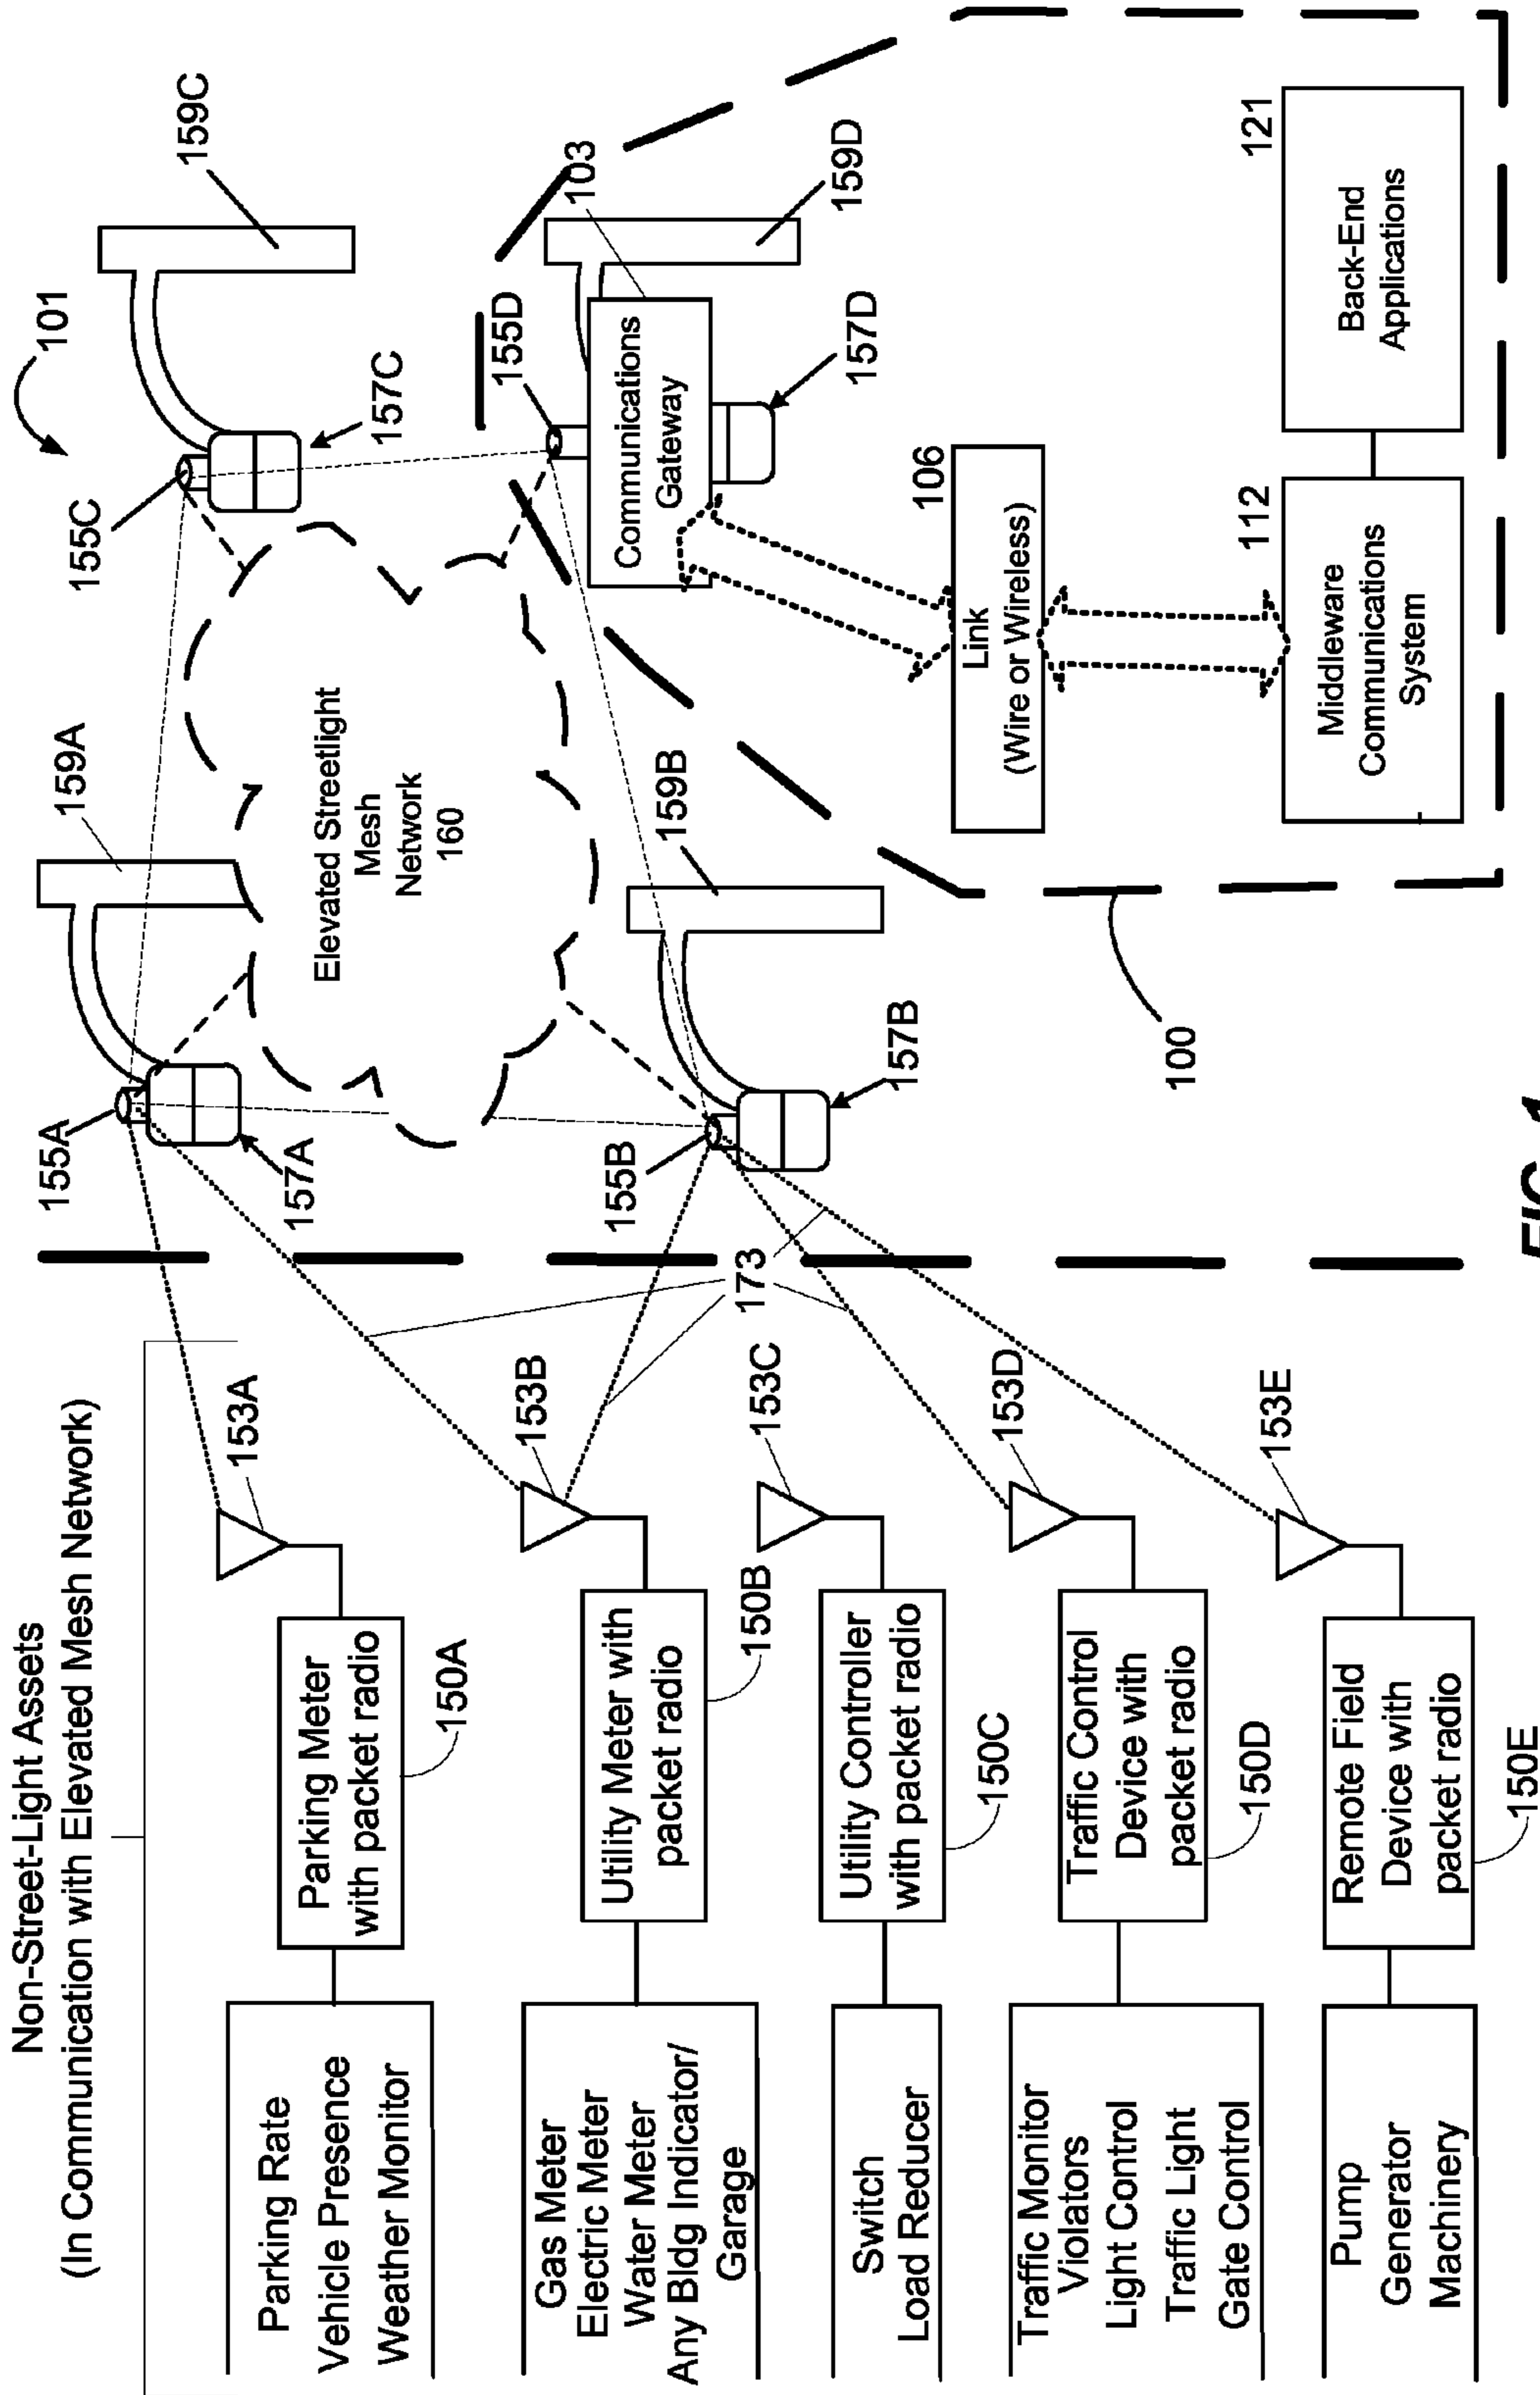 Non-Street-Light Assets
(In Communication with Elevated Mesh Network)
Parking Rate
Vehicle Presence
Weather Monitor
Parking Meter
with packet radio
150A
153A
Gas Meter
Electric Meter
Water Meter
Any Bldg Indicator/
Garage
Utility Meter with
packet radio
150B
153B
Switch
Load Reducer
Utility Controller
with packet radio
150C
153C
Traffic Monitor
Violators
Light Control
Traffic Light
Gate Control
Traffic Control
Device with
packet radio
150D
153D
Pump
Generator
Machinery
Remote Field
Device with
packet radio
150E
153E
173
101
155A
157A
159A
155C
157C
159C
Elevated Streetlight
Mesh
Network
160
155B
157B
159B
155D
103
159D
157D
Communications
Gateway
106
Link
(Wire or Wireless)
112
Middleware
Communications
System
121
Back-End
Applications
100